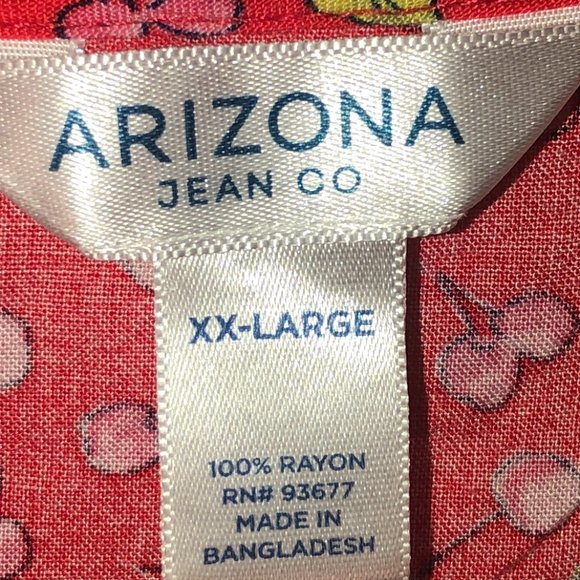 ARIZONA
JEAN CO
XX-LARGE
100% RAYON
RN# 93677
MADE IN
BANGLADESH